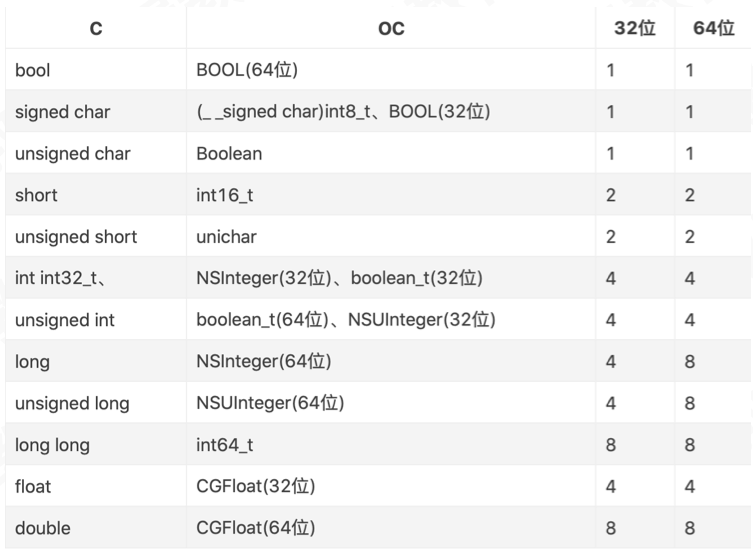 C OC 32位 64位
bool BOOL(64位) 1 1
signed char (_ _signed char)int8_t、BOOL(32位) 1 1
unsigned char Boolean 1 1
short int16_t 2 2
unsigned short unichar 2 2
int int32_t、 NSInteger(32位)、boolean_t(32位) 4 4
unsigned int boolean_t(64位)、NSUInteger(32位) 4 4
long NSInteger(64位) 4 8
unsigned long NSUInteger(64位) 4 8
long long int64_t 8 8
float CGFloat(32位) 4 4
double CGFloat(64位) 8 8